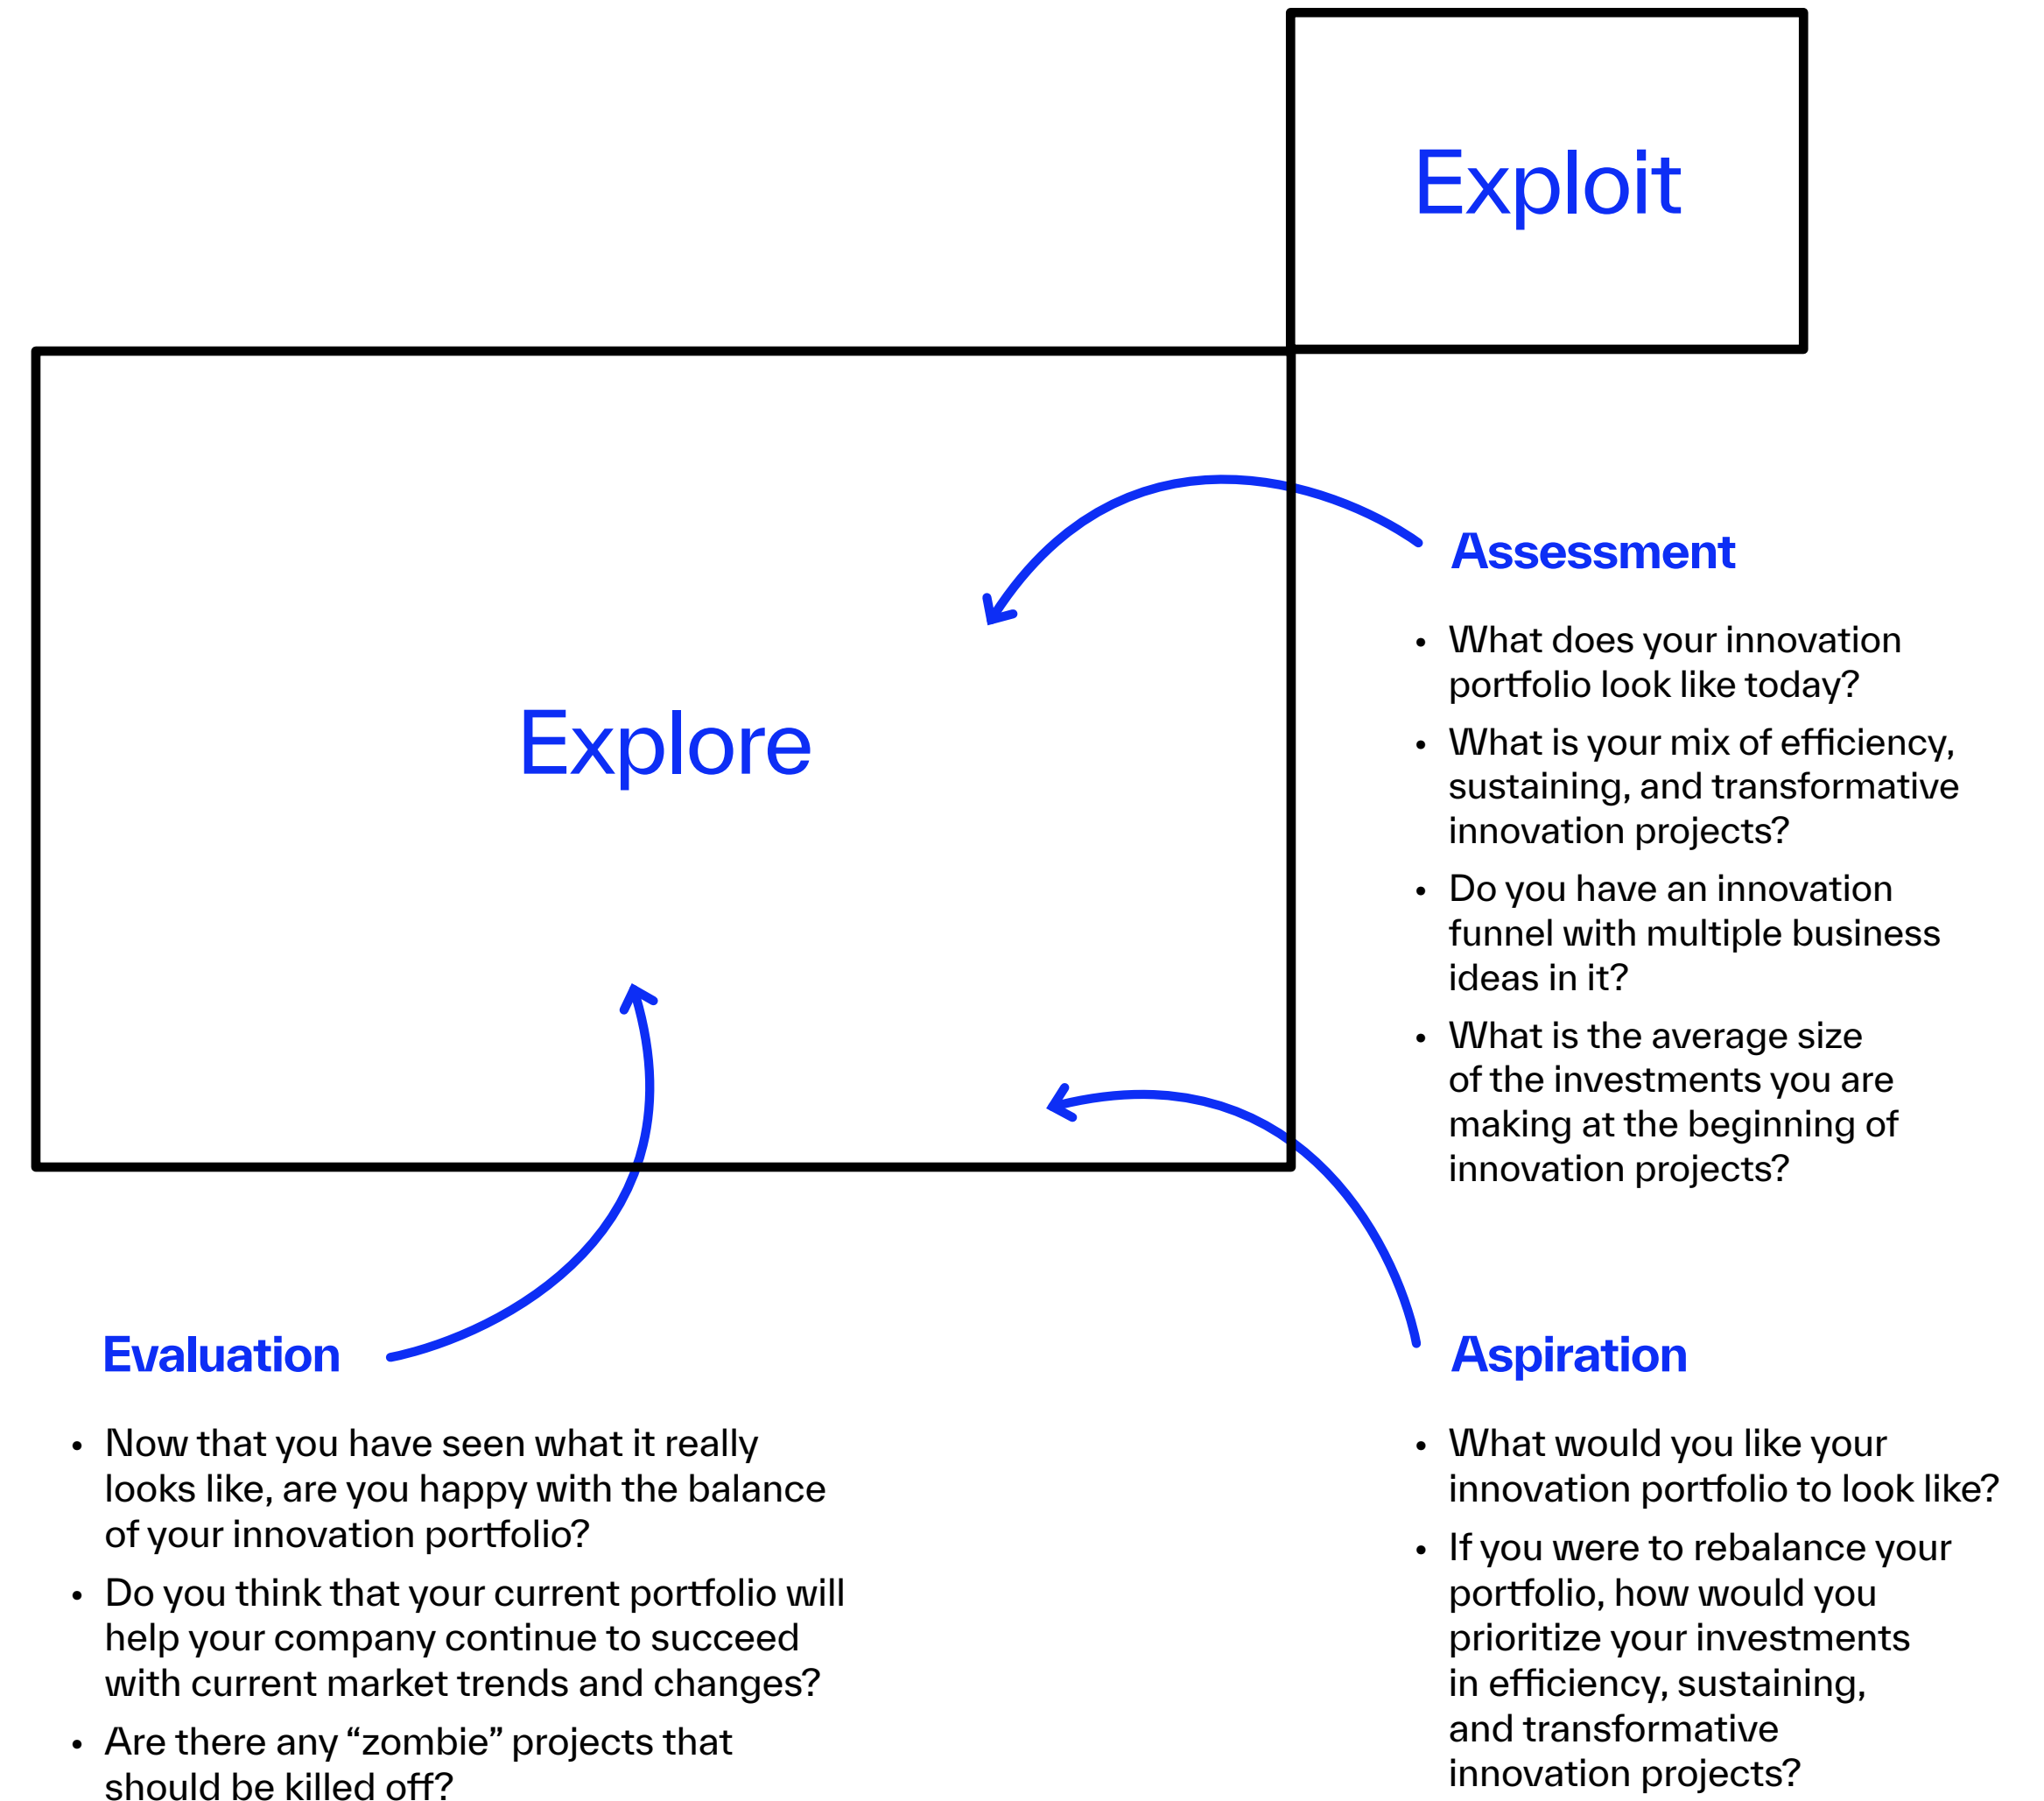 Exploit
Explore
Assessment
• What does your innovation
portfolio look like today?
• What is your mix of efficiency,
sustaining, and transformative
innovation projects?
• Do you have an innovation
funnel with multiple business
ideas in it?
• What is the average size
of the investments you are
making at the beginning of
innovation projects?
Evaluation
• Now that you have seen what it really
looks like, are you happy with the balance
of your innovation portfolio?
• Do you think that your current portfolio will
help your company continue to succeed
with current market trends and changes?
• Are there any “zombie” projects that
should be killed off?
Aspiration
• What would you like your
innovation portfolio to look like?
• If you were to rebalance your
portfolio, how would you
prioritize your investments
in efficiency, sustaining,
and transformative
innovation projects?